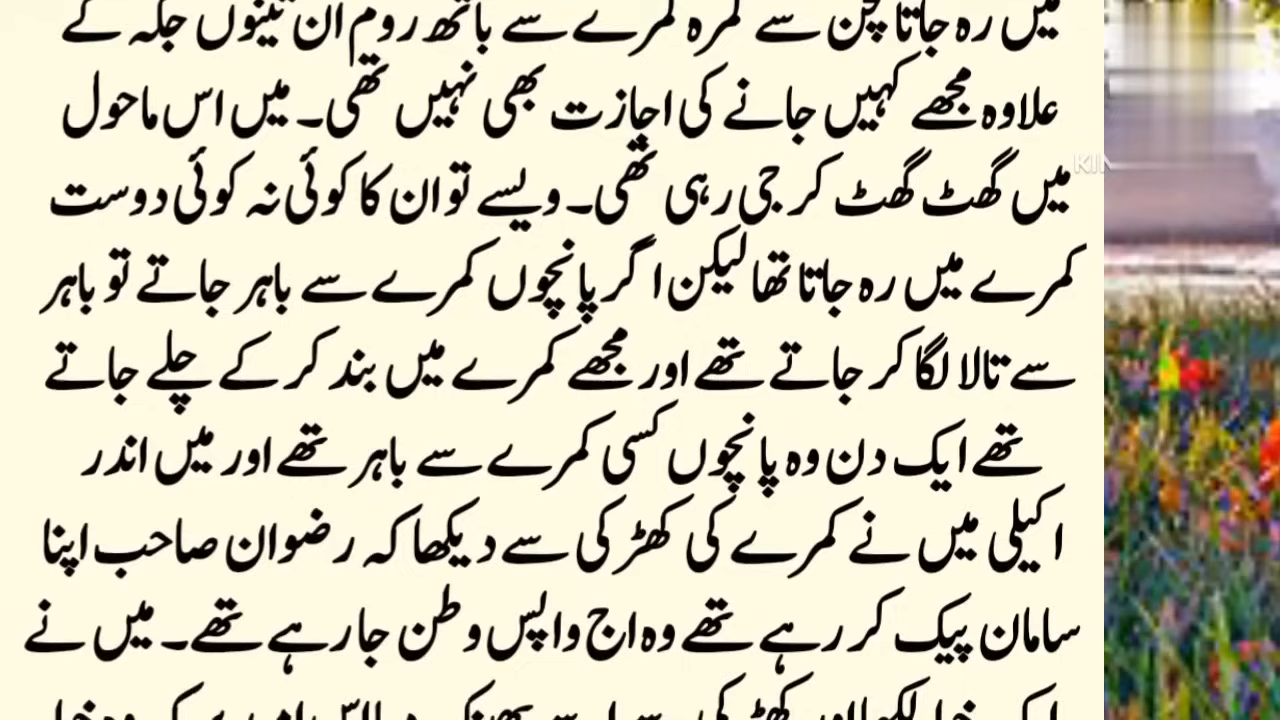 میں رہ جاتا کچن سے کمرہ کمرے سے باتھ روم ان تینوں جگہ کے
علاوہ مجھے کہیں جانے کی اجازت بھی نہیں تھی۔ میں اس ماحول
میں گھٹ گھٹ کر جی رہی تھی۔ ویسے تو ان کا کوئی نہ کوئی دوست
کمرے میں رہ جاتا تھا لیکن اگر پانچوں کمرے سے باہر جاتے تو باہر
سے تالا لگا کر جاتے تھے اور مجھے کمرے میں بند کر کے چلے جاتے
تھے ایک دن وہ پانچوں کسی کمرے سے باہر تھے اور میں اندر
اکیلی میں نے کمرے کی کھڑکی سے دیکھا کہ رضوان صاحب اپنا
سامان پیک کر رہے تھے وہ اج واپس وطن جا رہے تھے۔ میں نے
KIN